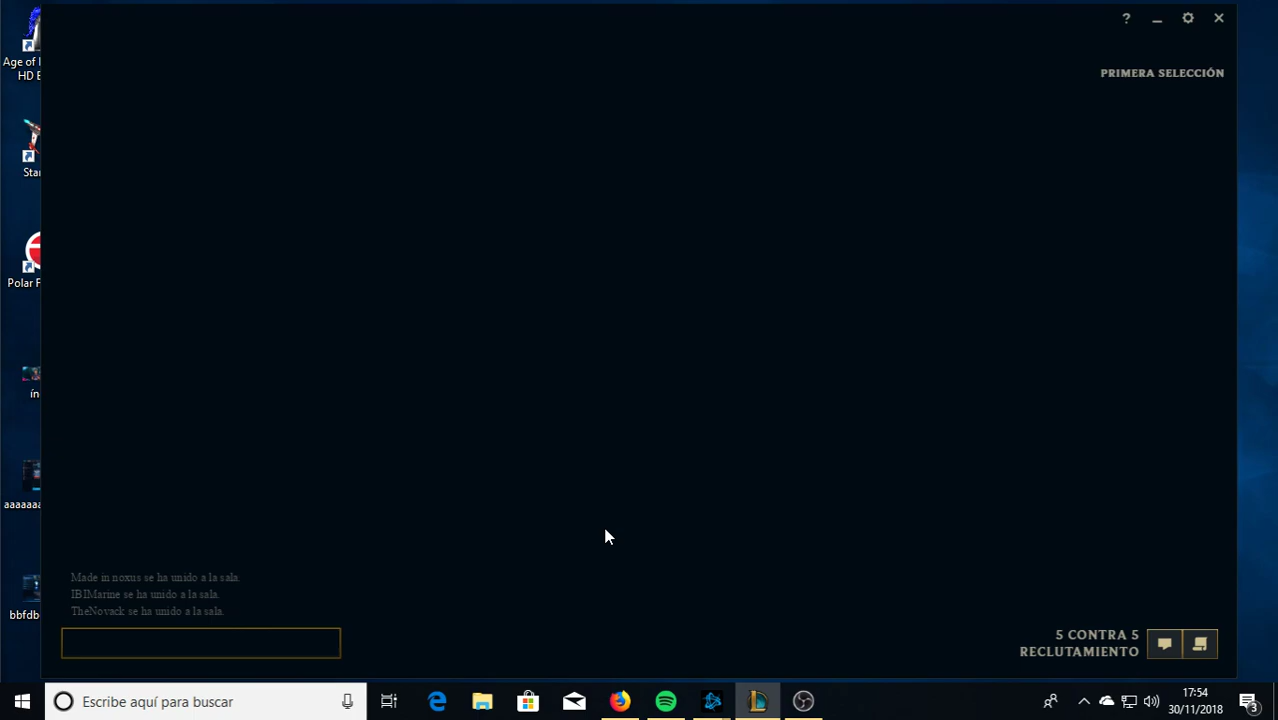 ?
PRIMERA SELECCIÓN
Age of
HD E
Star
Polar F
ín
aaaaaaa
bbfdb
Made in noxus se ha unido a la sala.
IBIMarine se ha unido a la sala.
TheNovack se ha unido a la sala.
5 CONTRA 5
RECLUTAMIENTO
Escribe aquí para buscar
17:54
30/11/2018
3